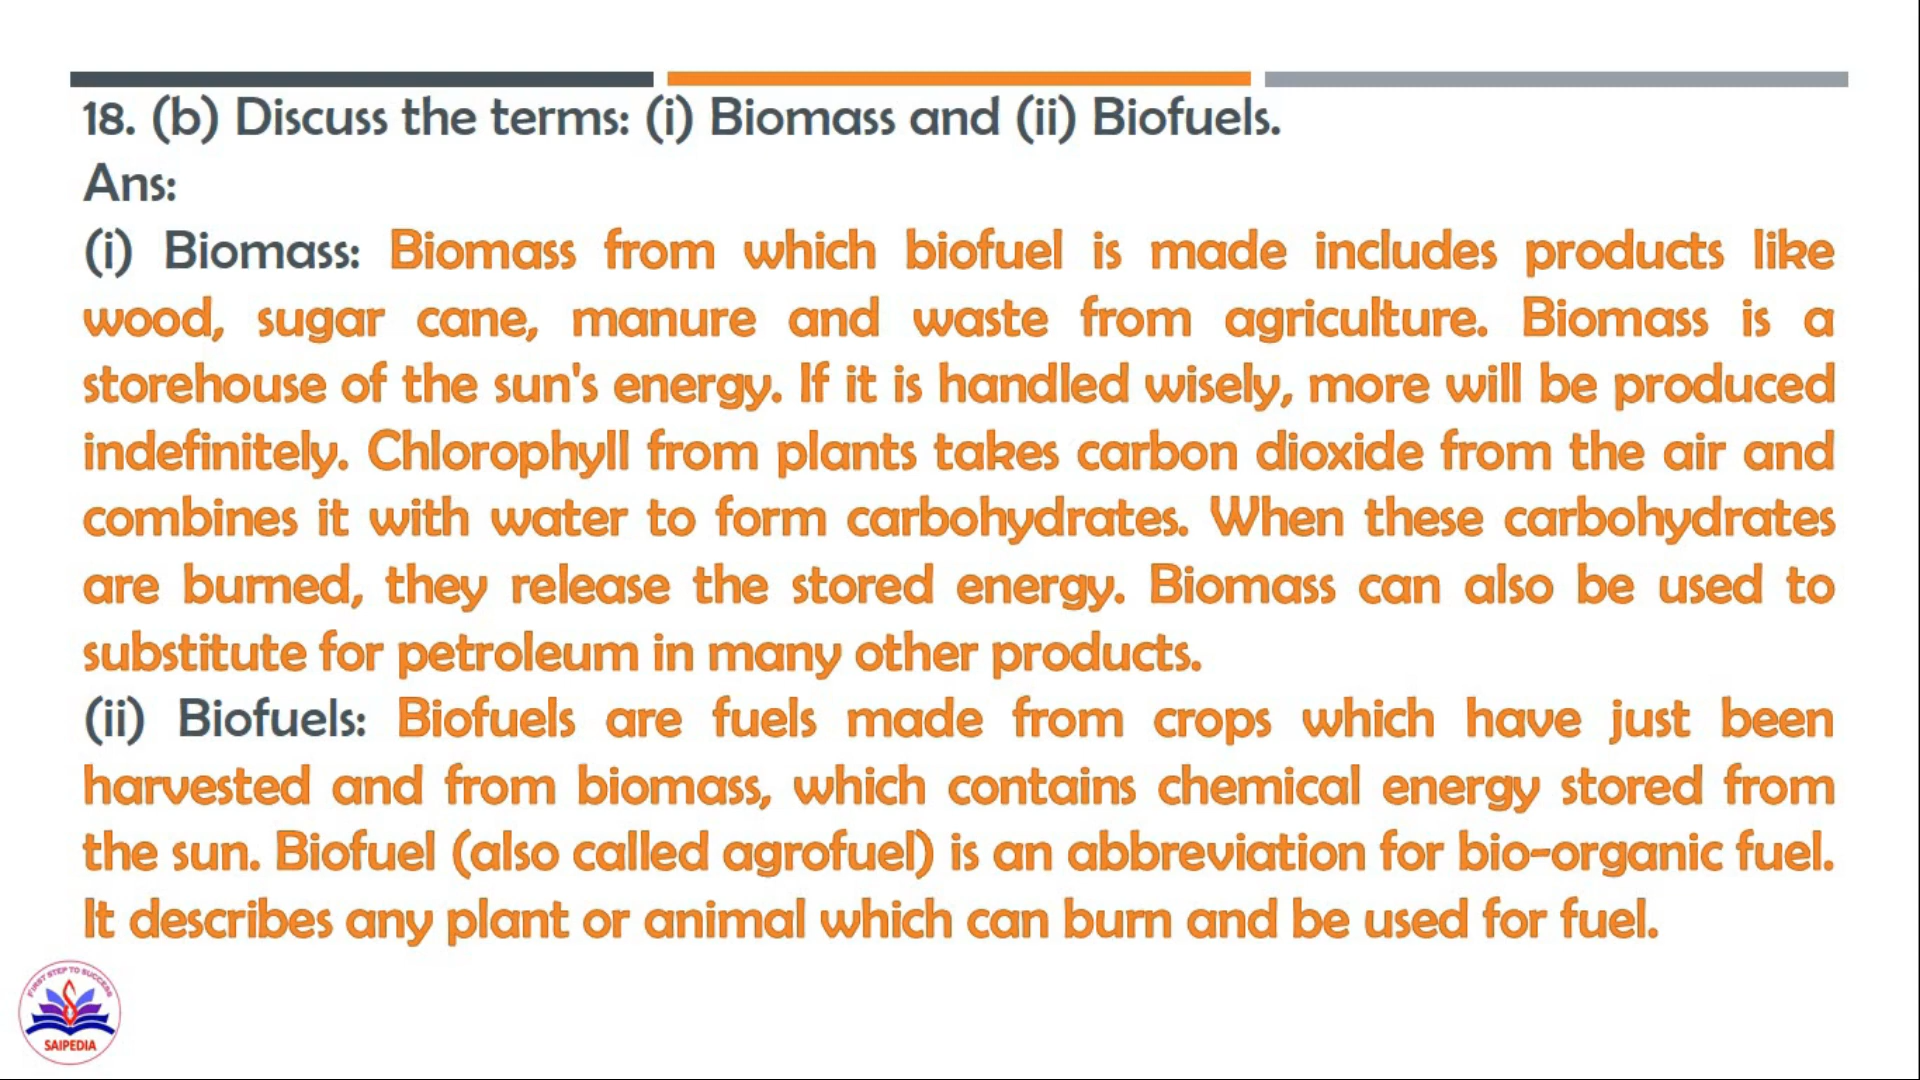 18. (b) Discuss the terms: (i) Biomass and (ii) Biofuels.
Ans:
(i) Biomass: Biomass from which biofuel is made includes products like
wood, sugar cane, manure and waste from agriculture. Biomass is a
storehouse of the sun's energy. If it is handled wisely, more will be produced
indefinitely. Chlorophyll from plants takes carbon dioxide from the air and
combines it with water to form carbohydrates. When these carbohydrates
are burned, they release the stored energy. Biomass can also be used to
substitute for petroleum in many other products.
(ii) Biofuels: Biofuels are fuels made from crops which have just been
harvested and from biomass, which contains chemical energy stored from
the sun. Biofuel (also called agrofuel) is an abbreviation for bio-organic fuel.
It describes any plant or animal which can burn and be used for fuel.
FIRST STEP TO SUCCESS
SAIPEDIA